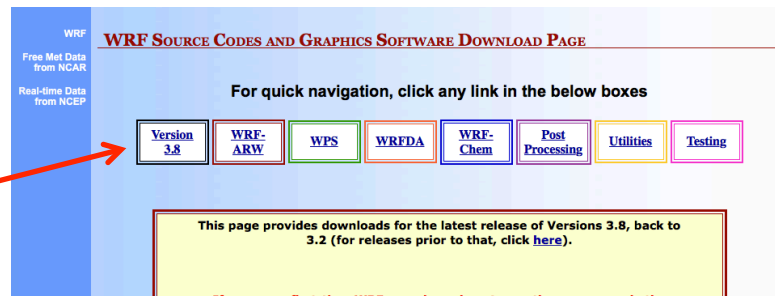 WRF
Free Met Data
from NCAR
Real-time Data
from NCEP
WRF Source Codes and Graphics Software Download Page
For quick navigation, click any link in the below boxes
Version
3.8
WRF-
ARW
WPS
WRFDA
WRF-
Chem
Post
Processing
Utilities
Testing
This page provides downloads for the latest release of Versions 3.8, back to
3.2 (for releases prior to that, click here).